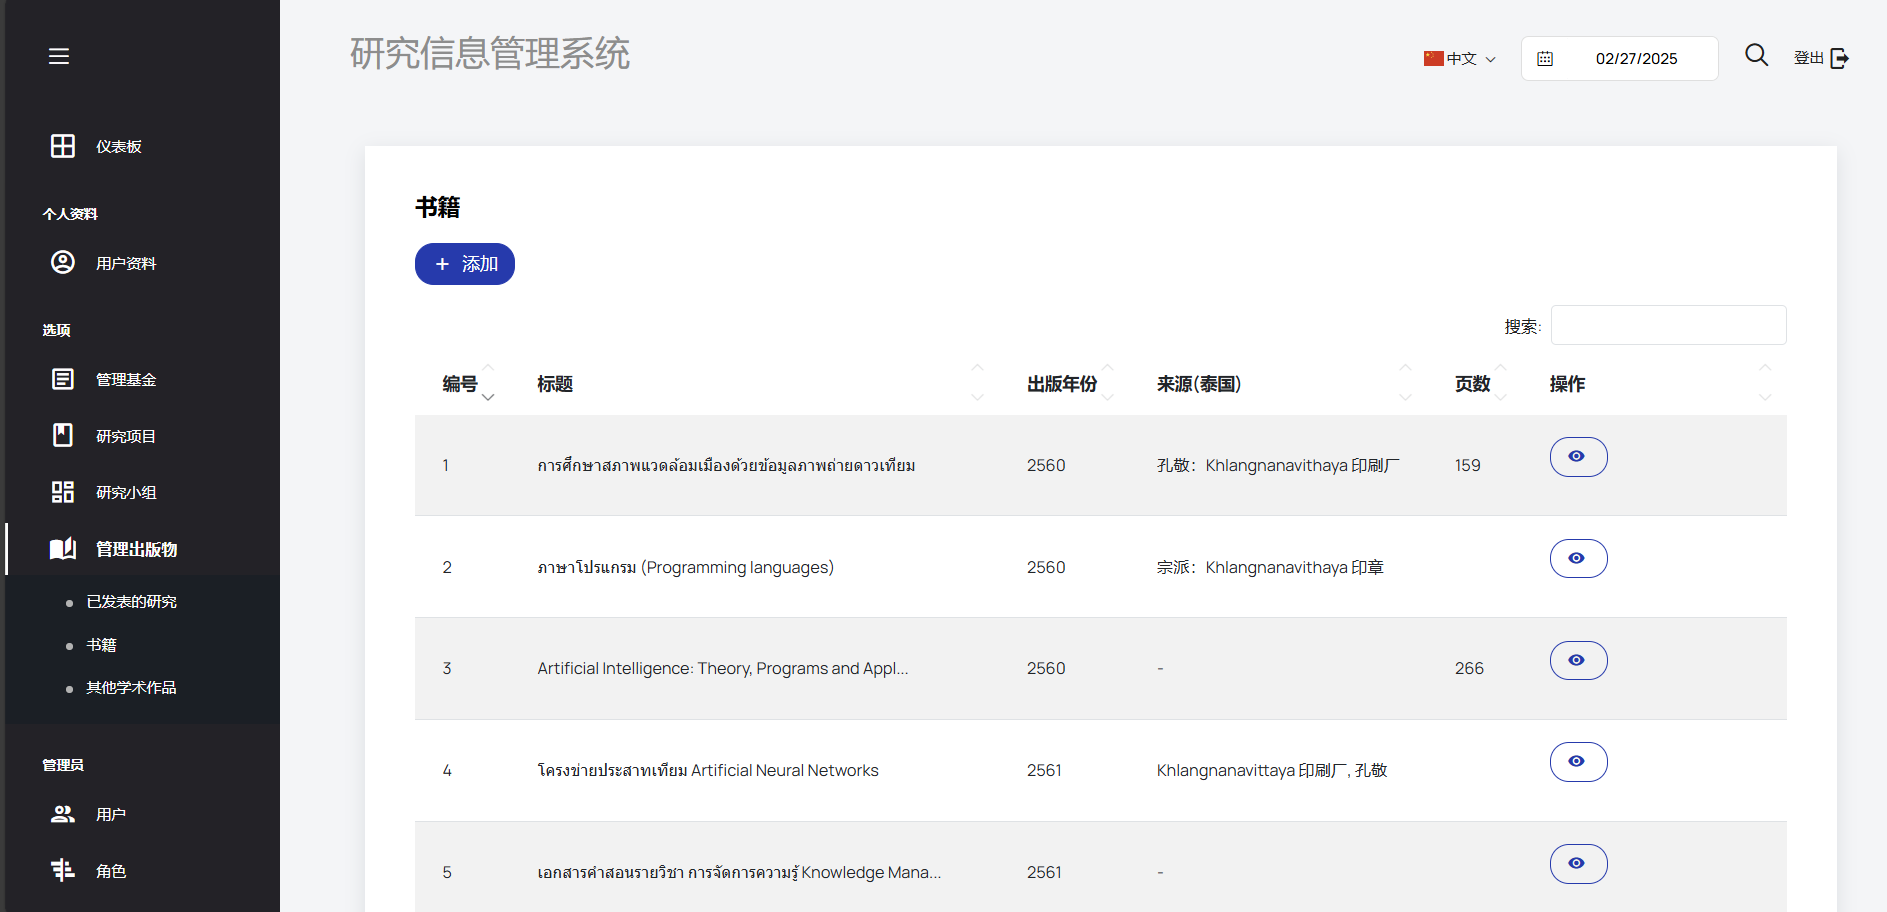 研究信息管理系统
中文
02/27/2025
登出
仪表板
个人资料
用户资料
选项
管理基金
研究项目
研究小组
管理出版物
已发表的研究
书籍
其他学术作品
管理员
用户
角色
书籍
+ 添加
搜索:
编号 标题 出版年份 来源(泰国) 页数 操作
1 การศึกษาสภาพแวดล้อมเมืองด้วยข้อมูลภาพถ่ายดาวเทียม 2560 孔敬：Khlangnanavithaya 印刷厂 159
2 ภาษาโปรแกรม (Programming languages) 2560 宗派：Khlangnanavithaya 印章
3 Artificial Intelligence: Theory, Programs and Appl... 2560 - 266
4 โครงข่ายประสาทเทียม Artificial Neural Networks 2561 Khlangnanavittaya 印刷厂, 孔敬
5 เอกสารคำสอนรายวิชา การจัดการความรู้ Knowledge Mana... 2561 -